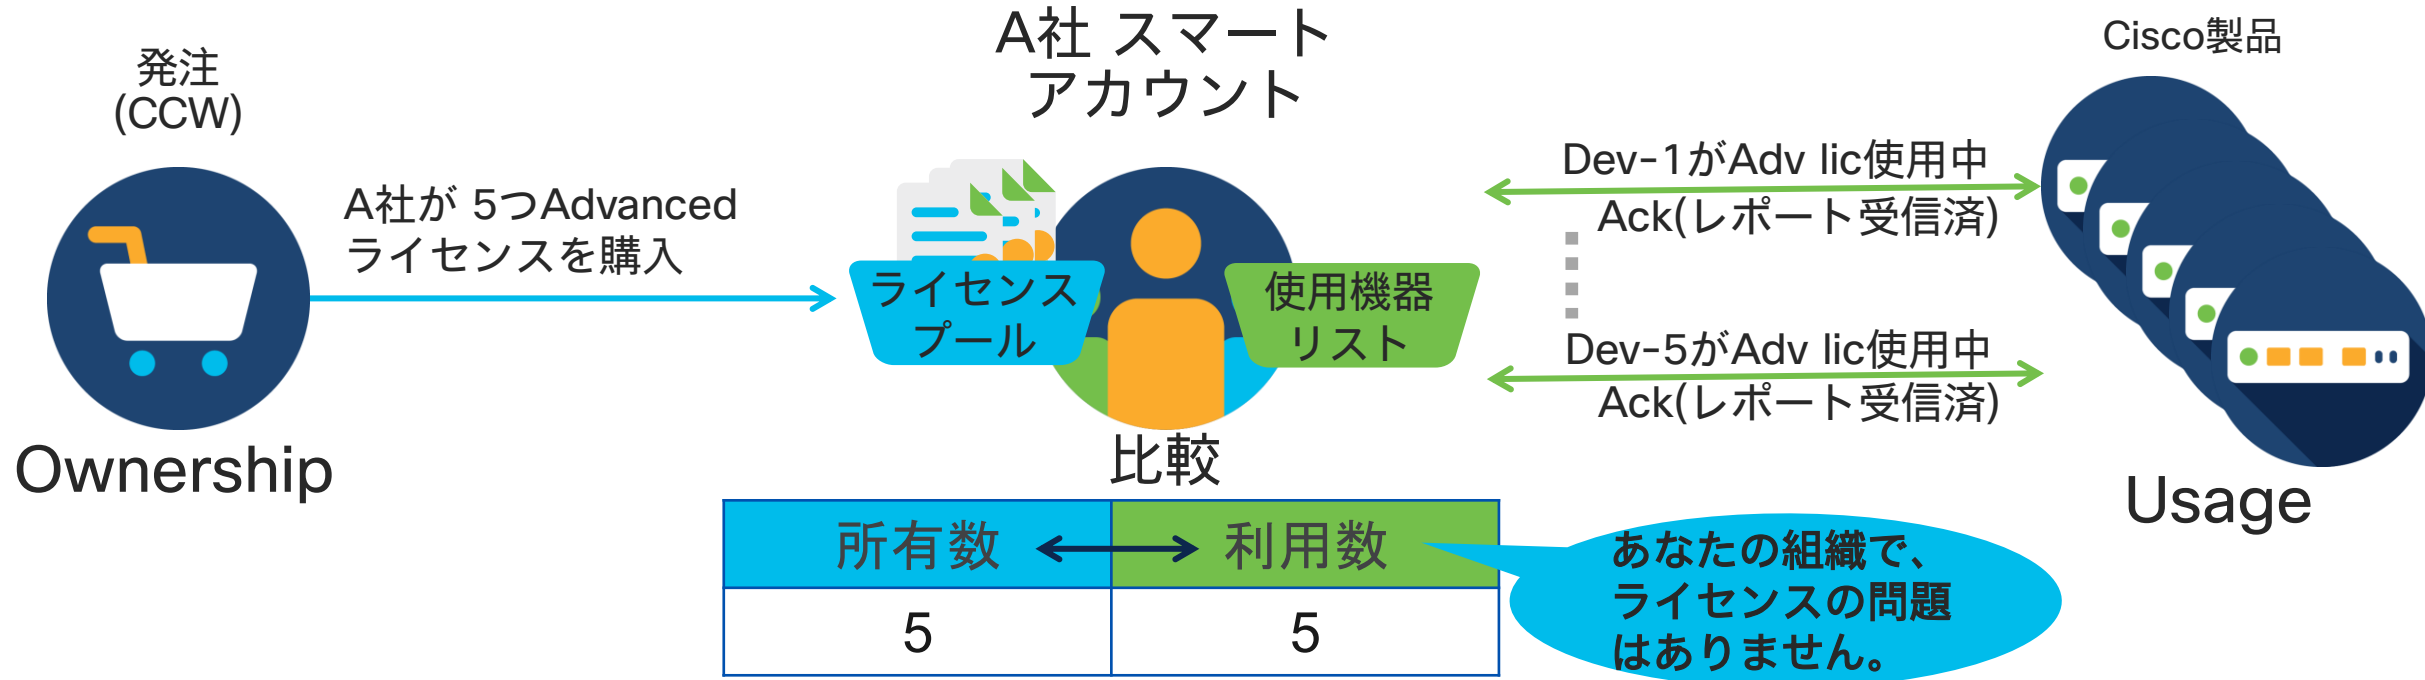 発注
(CCW)
A社が 5つAdvanced
ライセンスを購入
Ownership
A社 スマート
アカウント
ライセンス
プール
使用機器
リスト
比較
所有数
利用数
5
5
あなたの組織で、
ライセンスの問題
はありません。
Dev-1がAdv lic使用中
Ack(レポート受信済)
Dev-5がAdv lic使用中
Ack(レポート受信済)
Cisco製品
Usage